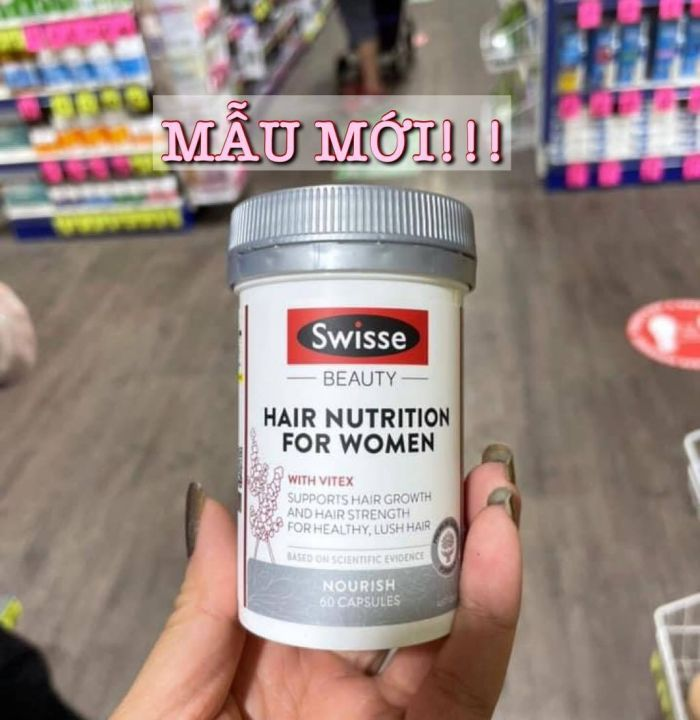 MẪU MỚI!!!
Swisse
BEAUTY
HAIR NUTRITION
FOR WOMEN
WITH VITEX
SUPPORTS HAIR GROWTH
AND HAIR STRENGTH
FOR HEALTHY, LUSH HAIR
BASED ON SCIENTIFIC EVIDENCE
NOURISH
60 CAPSULES